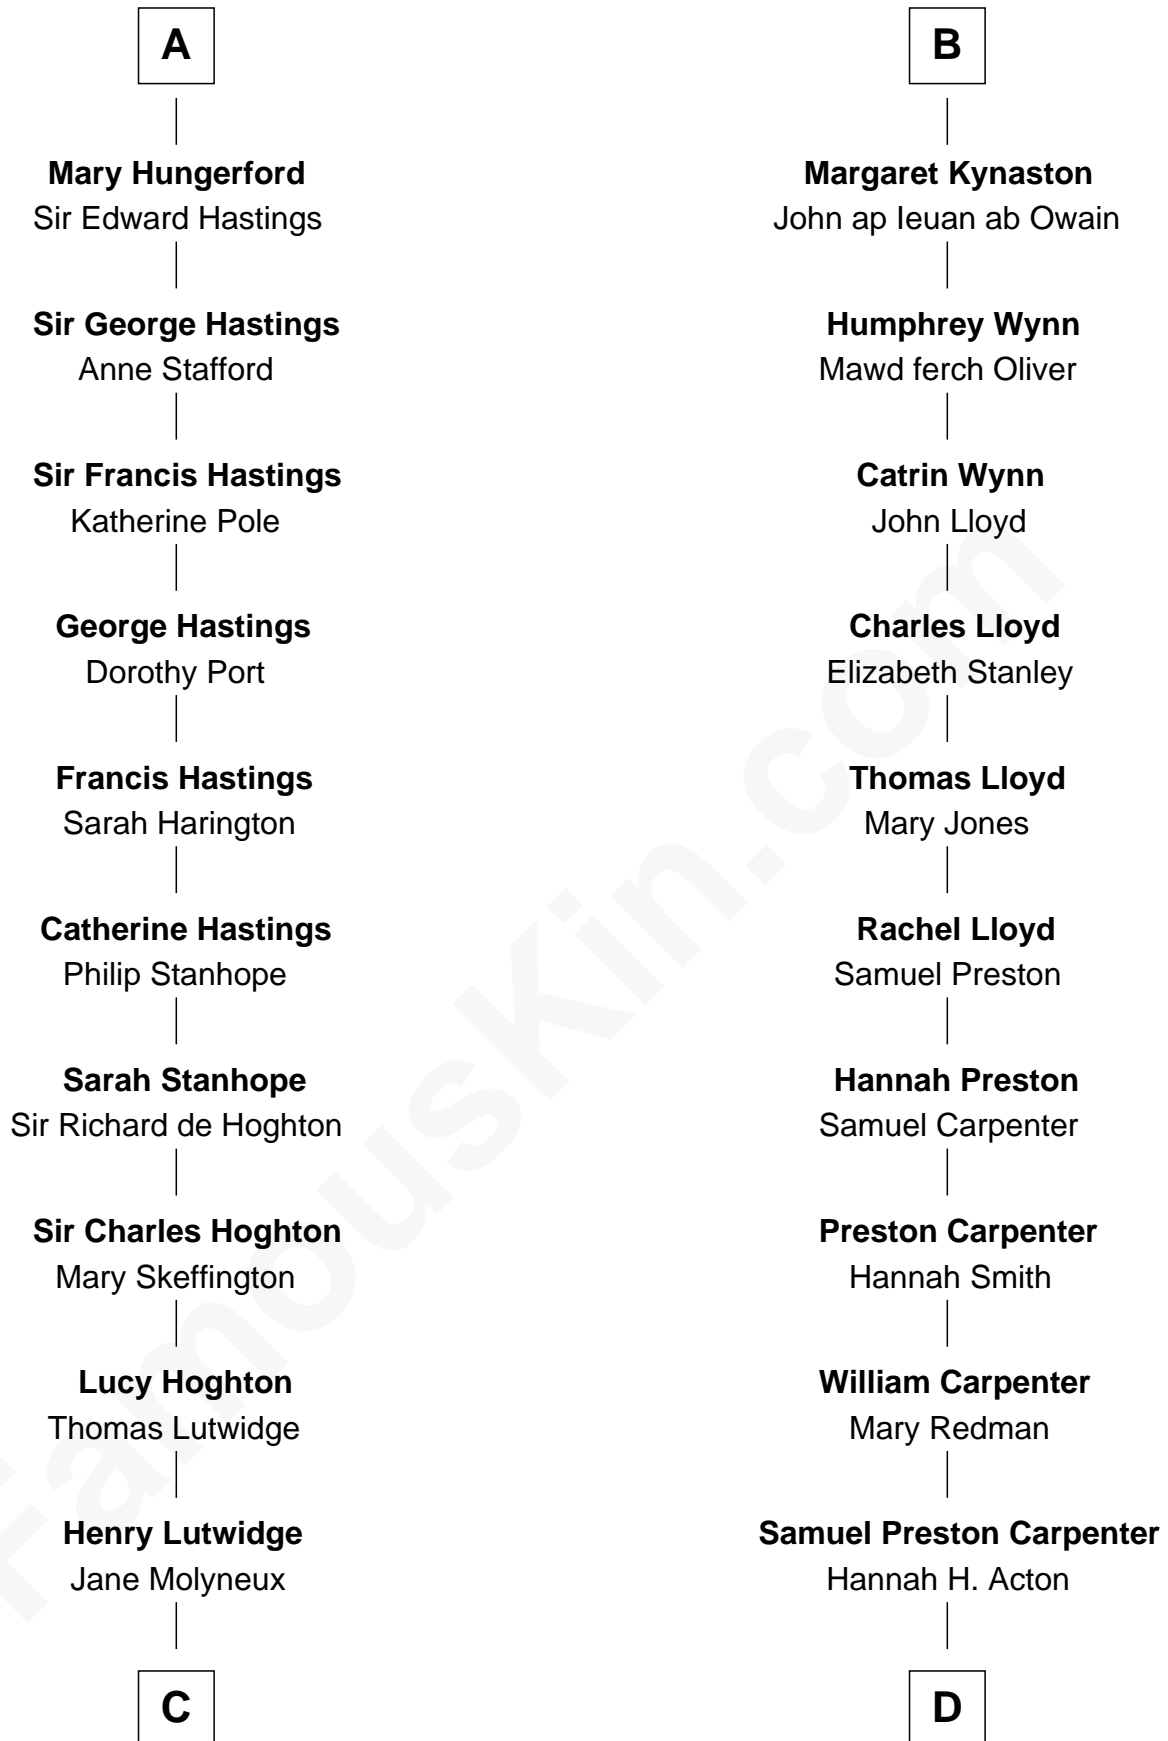 A
Mary Hungerford
Sir Edward Hastings
Sir George Hastings
Anne Stafford
Sir Francis Hastings
Katherine Pole
George Hastings
Dorothy Port
Francis Hastings
Sarah Harington
Catherine Hastings
Philip Stanhope
Sarah Stanhope
Sir Richard de Hoghton
Sir Charles Hoghton
Mary Skeffington
Lucy Hoghton
Thomas Lutwidge
Henry Lutwidge
Jane Molyneux
C
B
Margaret Kynaston
John ap Ieuan ab Owain
Humphrey Wynn
Mawd ferch Oliver
Catrin Wynn
John Lloyd
Charles Lloyd
Elizabeth Stanley
Thomas Lloyd
Mary Jones
Rachel Lloyd
Samuel Preston
Hannah Preston
Samuel Carpenter
Preston Carpenter
Hannah Smith
William Carpenter
Mary Redman
Samuel Preston Carpenter
Hannah H. Acton
D
FamousKin.com